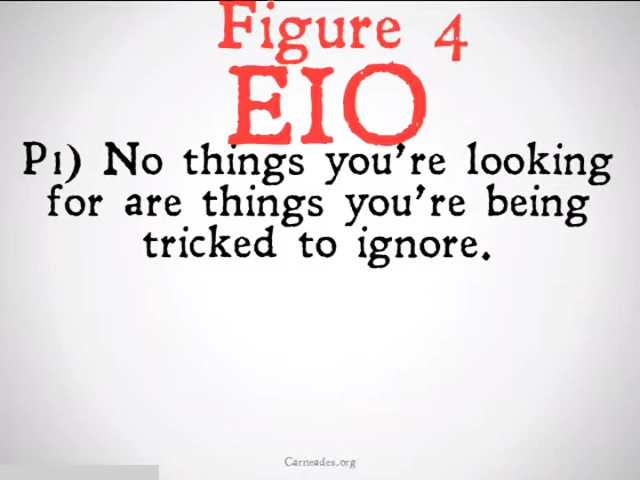 Figure 4
EIO
P1) No things you're looking
for are things you're being
tricked to ignore.
Carneades.org